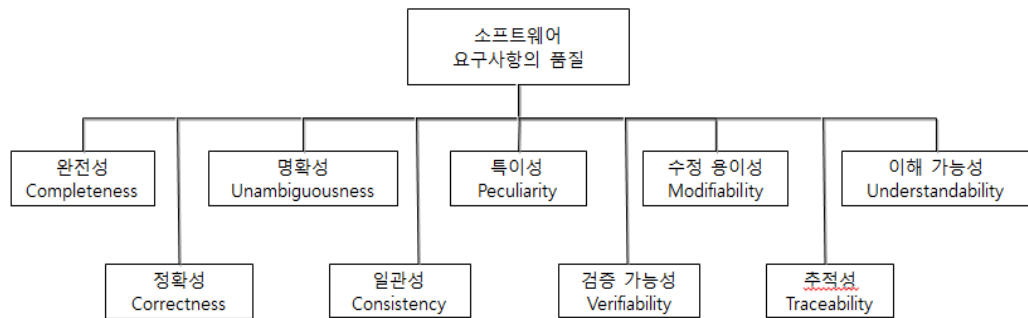 소프트웨어
요구사항의 품질
완전성
Completeness
명확성
Unambiguousness
특이성
Peculiarity
수정 용이성
Modifiability
이해 가능성
Understandability
정확성
Correctness
일관성
Consistency
검증 가능성
Verifiability
추적성
Traceability